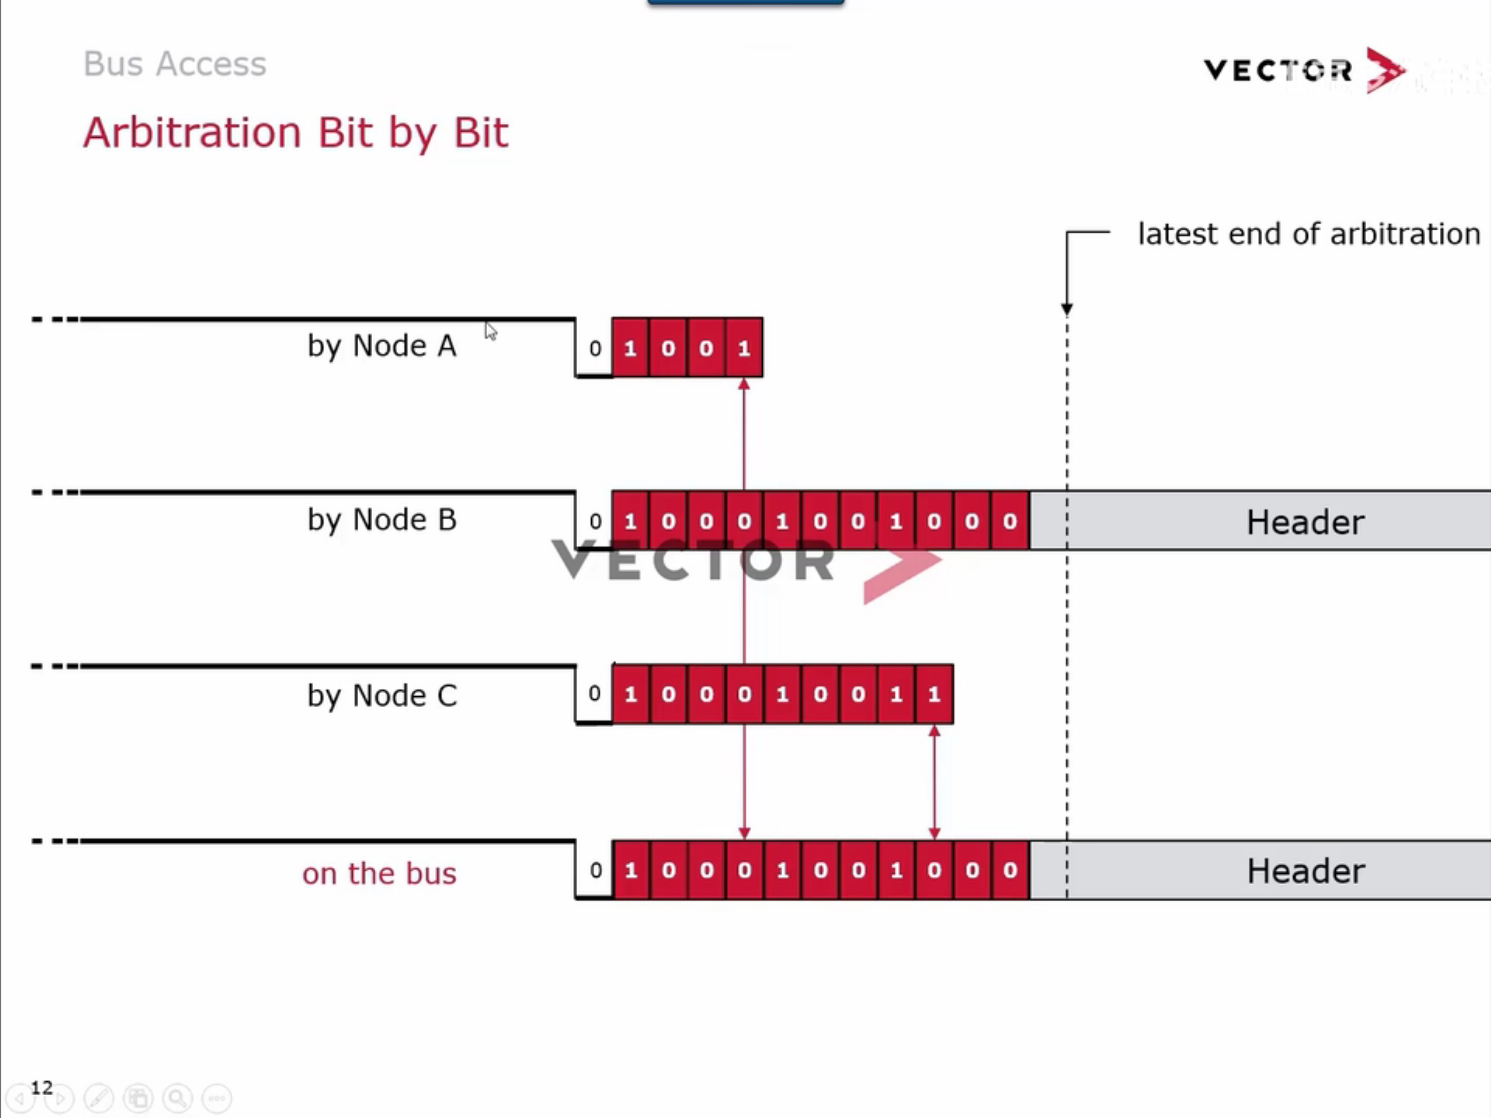 Bus Access
VECTOR
Arbitration Bit by Bit
latest end of arbitration
by Node A
0 1 0 0 1
by Node B
0 1 0 0 0 1 0 0 1 0 0 0 Header
VECTOR
by Node C
0 1 0 0 0 1 0 0 1 1
on the bus
0 1 0 0 0 1 0 0 1 0 0 0 Header
12